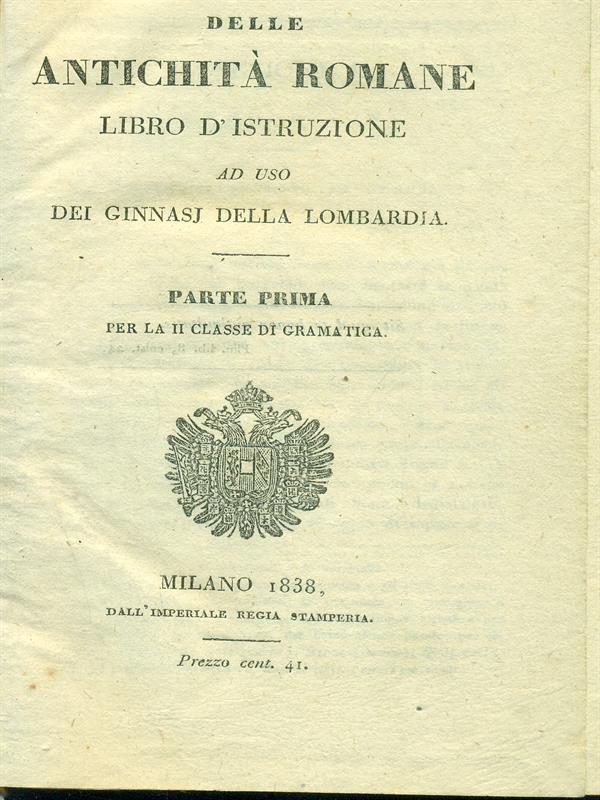 DELLE
ANTICHITÀ ROMANE
LIBRO D'ISTRUZIONE
AD USO
DEI GINNASJ DELLA LOMBARDIA.
PARTE PRIMA
PER LA II CLASSE DI GRAMATICA.
MILANO 1838,
DALL'IMPERIALE REGIA STAMPERIA.
Prezzo cent. 41.